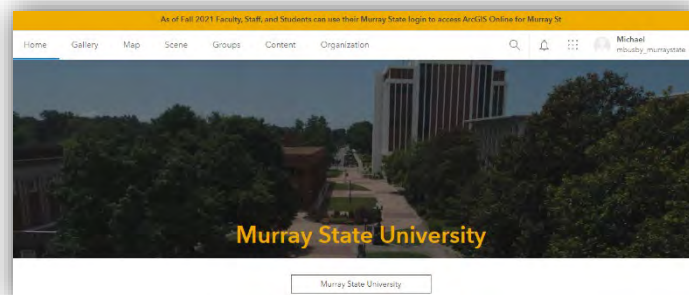 As of Fall 2021 Faculty, Staff, and Students can use their Murray State login to access ArcGIS Online for Murray St
Home Gallery Map Scene Groups Content Organization Michael
mbusby_murraystate
Murray State University
Murray State University